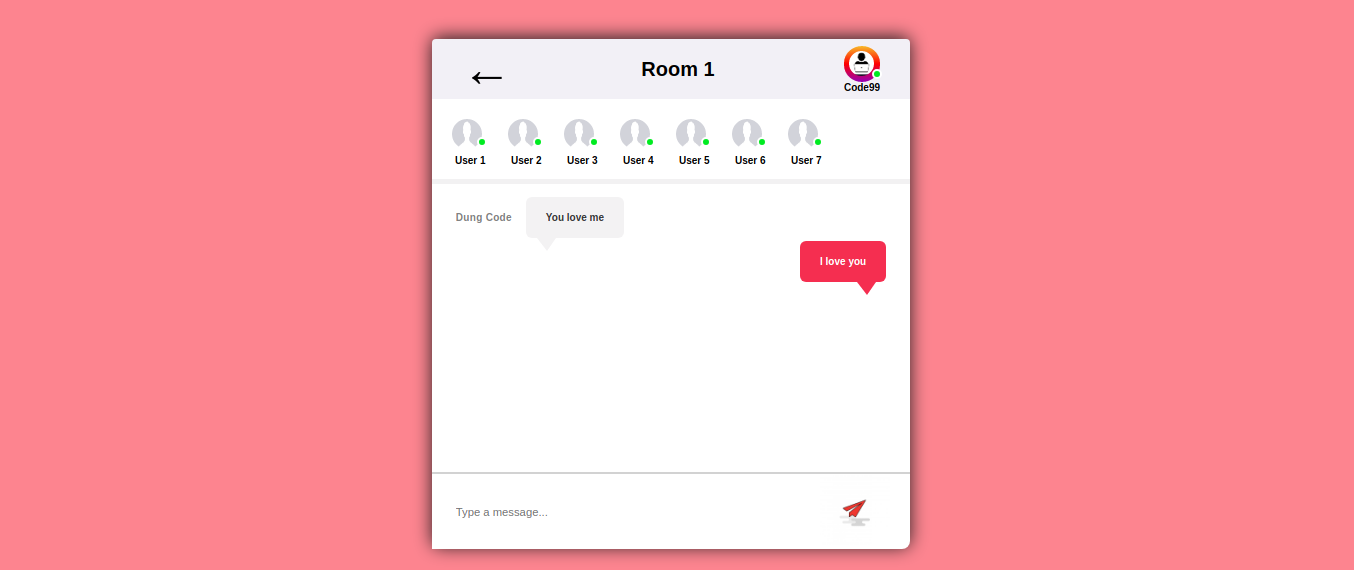 Room 1
Code99
User 1 User 2 User 3 User 4 User 5 User 6 User 7
Dung Code You love me
I love you
Type a message...